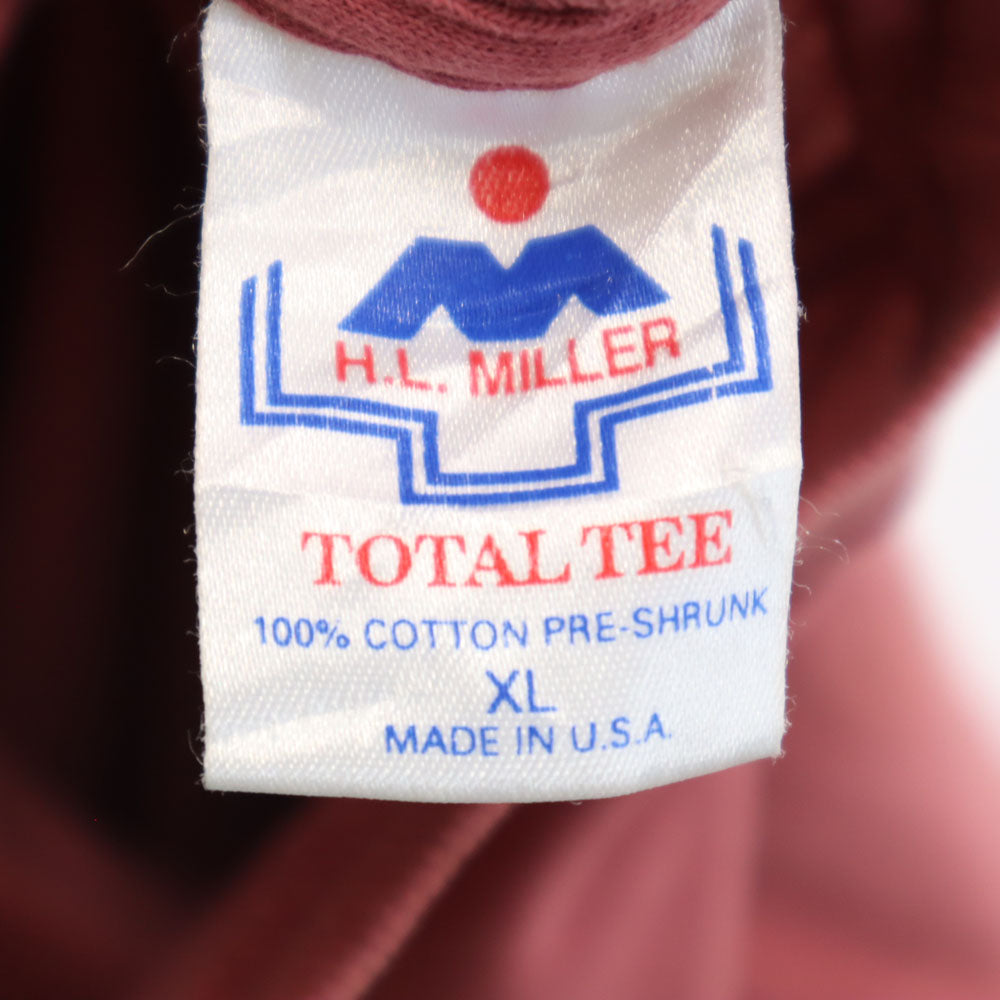 H.L. MILLER
TOTAL TEE
100% COTTON PRE-SHRUNK
XL
MADE IN U.S.A.